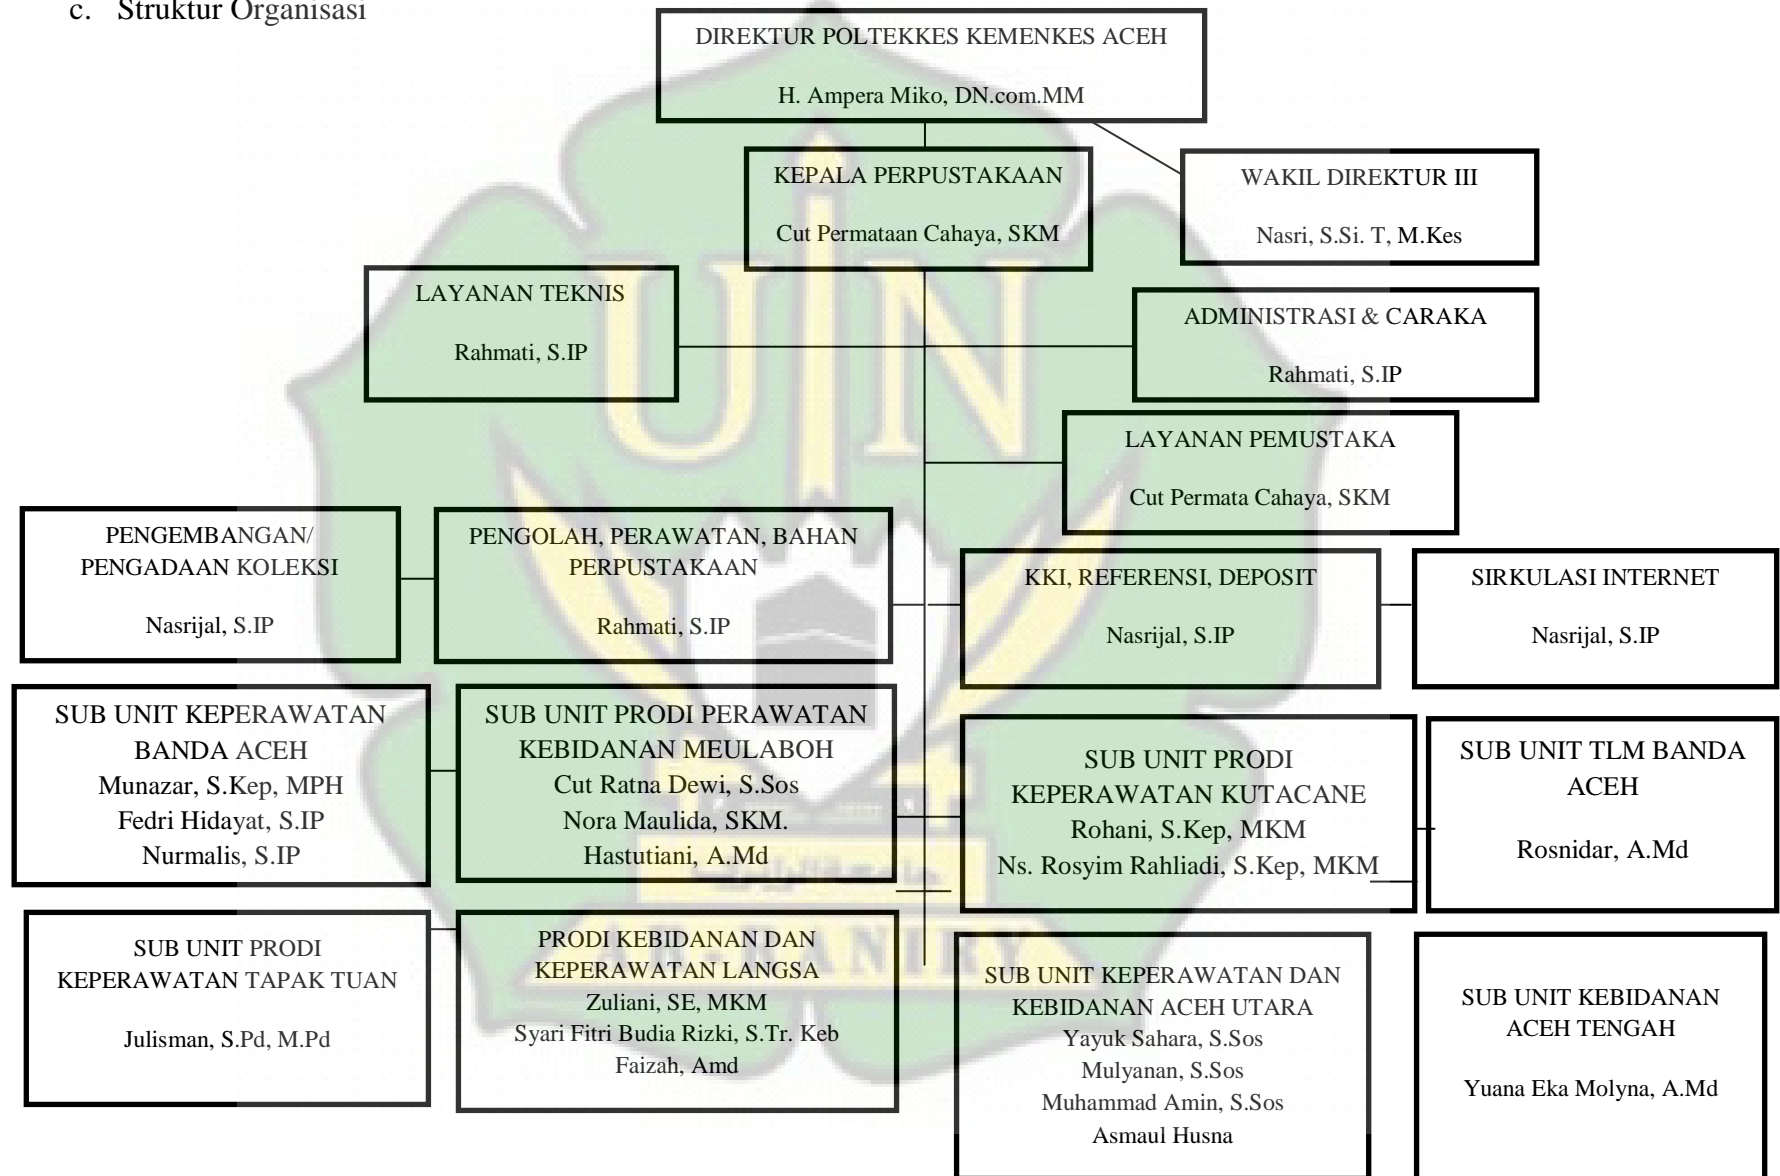 c. Struktur Organisasi
DIREKTUR POLTEKKES KEMENKES ACEH
H. Ampera Miko, DN.com.MM
KEPALA PERPUSTAKAAN
Cut Permataan Cahaya, SKM
WAKIL DIREKTUR III
Nasri, S.Si. T, M.Kes
LAYANAN TEKNIS
Rahmati, S.IP
ADMINISTRASI & CARAKA
Rahmati, S.IP
LAYANAN PEMUSTAKA
Cut Permata Cahaya, SKM
PENGEMBANGAN/
PENGADAAN KOLEKSI
Nasrijal, S.IP
PENGOLAH, PERAWATAN, BAHAN
PERPUSTAKAAN
Rahmati, S.IP
KKI, REFERENSI, DEPOSIT
Nasrijal, S.IP
SIRKULASI INTERNET
Nasrijal, S.IP
SUB UNIT KEPERAWATAN
BANDA ACEH
Munazar, S.Kep, MPH
Fedri Hidayat, S.IP
Nurmalis, S.IP
SUB UNIT PRODI PERAWATAN
KEBIDANAN MEULABOH
Cut Ratna Dewi, S.Sos
Nora Maulida, SKM.
Hastutiani, A.Md
SUB UNIT PRODI
KEPERAWATAN KUTACANE
Rohani, S.Kep, MKM
Ns. Rosyim Rahliadi, S.Kep, MKM
SUB UNIT TLM BANDA
ACEH
Rosnidar, A.Md
SUB UNIT PRODI
KEPERAWATAN TAPAK TUAN
Julisman, S.Pd, M.Pd
PRODI KEBIDANAN DAN
KEPERAWATAN LANGSA
Zuliani, SE, MKM
Syari Fitri Budia Rizki, S.Tr. Keb
Faizah, Amd
SUB UNIT KEPERAWATAN DAN
KEBIDANAN ACEH UTARA
Yayuk Sahara, S.Sos
Mulyanan, S.Sos
Muhammad Amin, S.Sos
Asmaul Husna
SUB UNIT KEBIDANAN
ACEH TENGAH
Yuana Eka Molyna, A.Md
UIN
AR-RANIRY